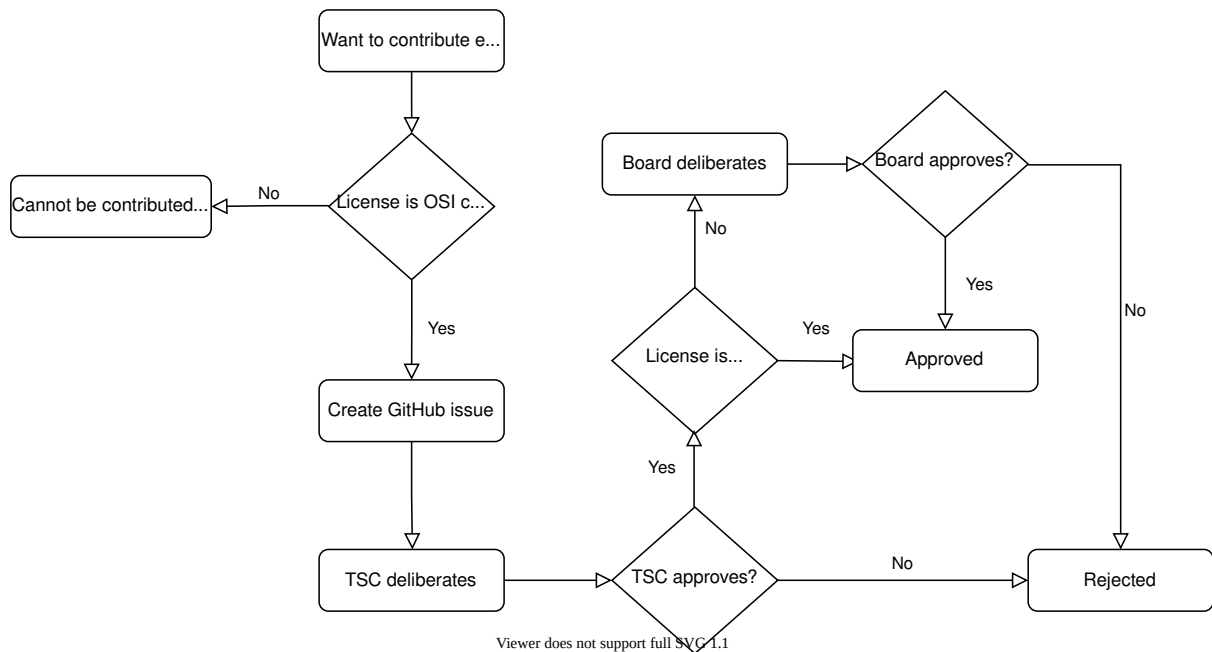 Want to contribute e...
License is OSI c...
No
Cannot be contributed...
Yes
Create GitHub issue
TSC deliberates
TSC approves?
No
Rejected
Yes
License is...
Yes
Approved
No
Board deliberates
Board approves?
Yes
No
Viewer does not support full SVG 1.1